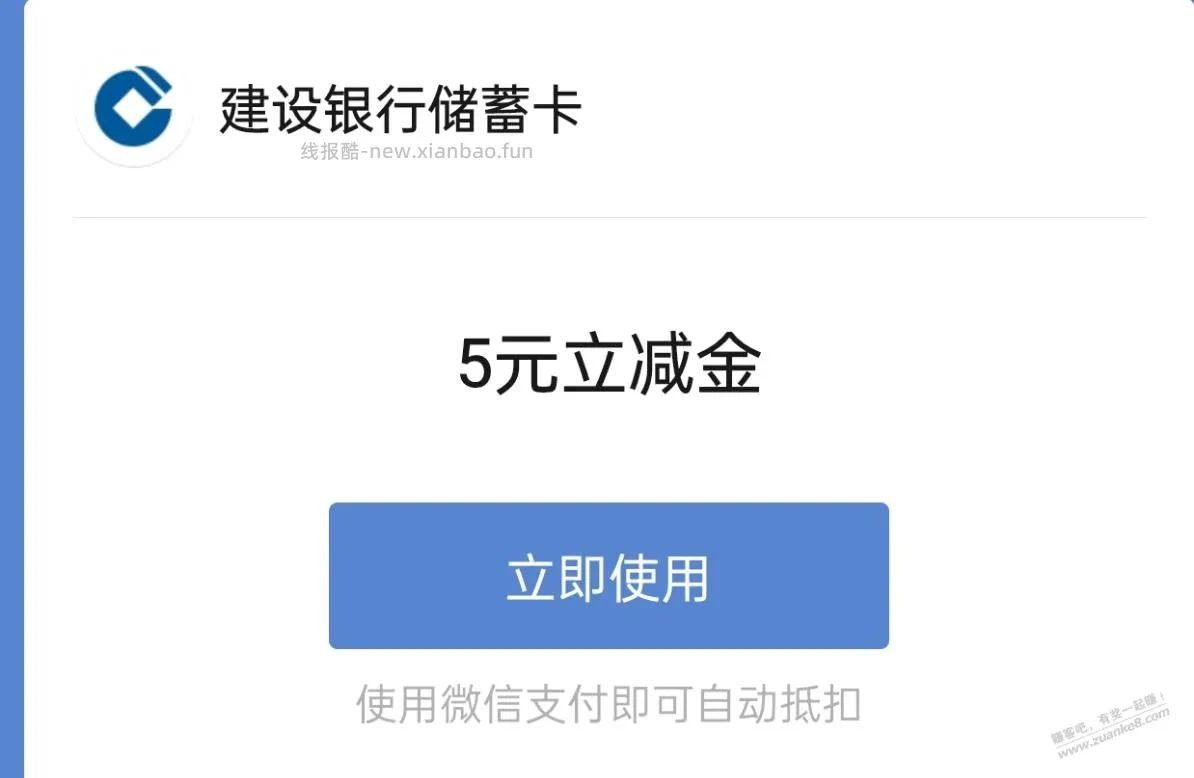 建设银行储蓄卡
线报酷-new.xianbao.fun
5元立减金
立即使用
使用微信支付即可自动抵扣
赚客吧，有奖一起赚！
www.zuanke8.com